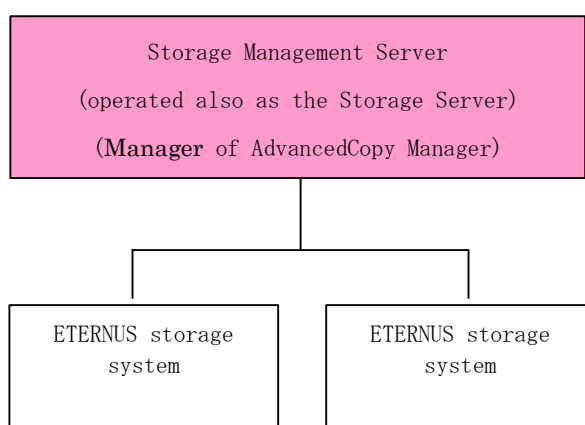 Storage Management Server
(operated also as the Storage Server)
(Manager of AdvancedCopy Manager)
ETERNUS storage
system
ETERNUS storage
system